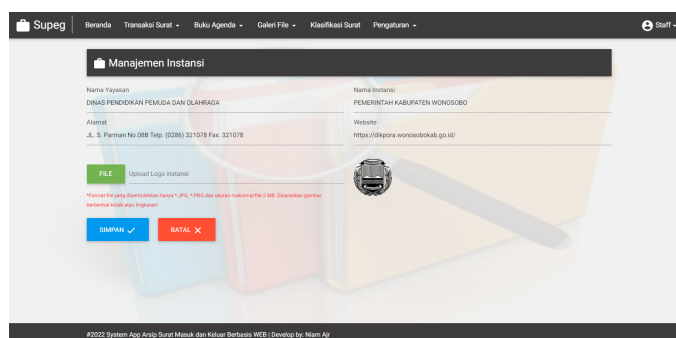 Supeg
Beranda Transaksi Surat Buku Agenda Galeri File Klasifikasi Surat Pengaturan
Staff
Manajemen Instansi
Nama Yayasan
DINAS PENDIDIKAN PEMUDA DAN OLAHRAGA
Nama Instansi
PEMERINTAH KABUPATEN WONOSOBO
Alamat
JL. S. Parman No.08B Telp. (0286) 321078 Fax. 321078
Website
https://dikpora.wonosobokab.go.id/
FILE
Upload Logo instansi
*Format file yang diperbolehkan hanya *.JPG, *.PNG dan ukuran maksimal file 2 MB. Disarankan gambar
berbentuk kotak atau lingkaran!
SIMPAN
BATAL
#2022 System App Arsip Surat Masuk dan Keluar Berbasis WEB | Develop by: Niam Ajr